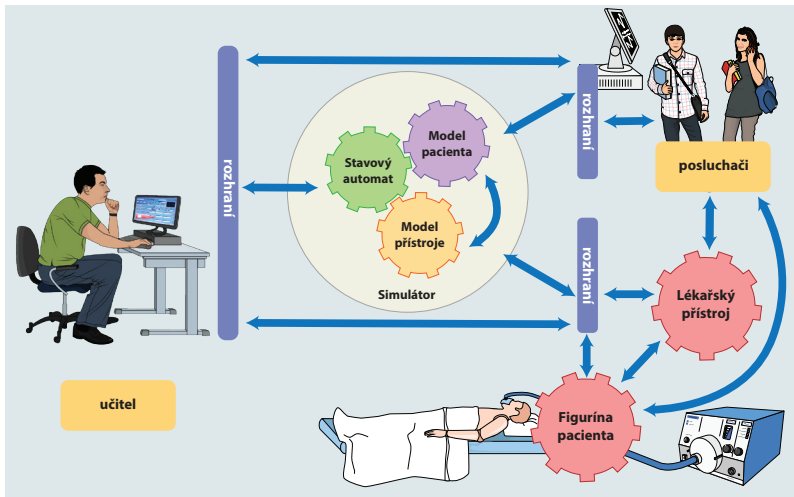 rozhraní
rozhraní
posluchači
Model
pacienta
Stavový
automat
Model
přístroje
Simulátor
rozhraní
Lékařský
přístroj
učitel
Figurína
pacienta